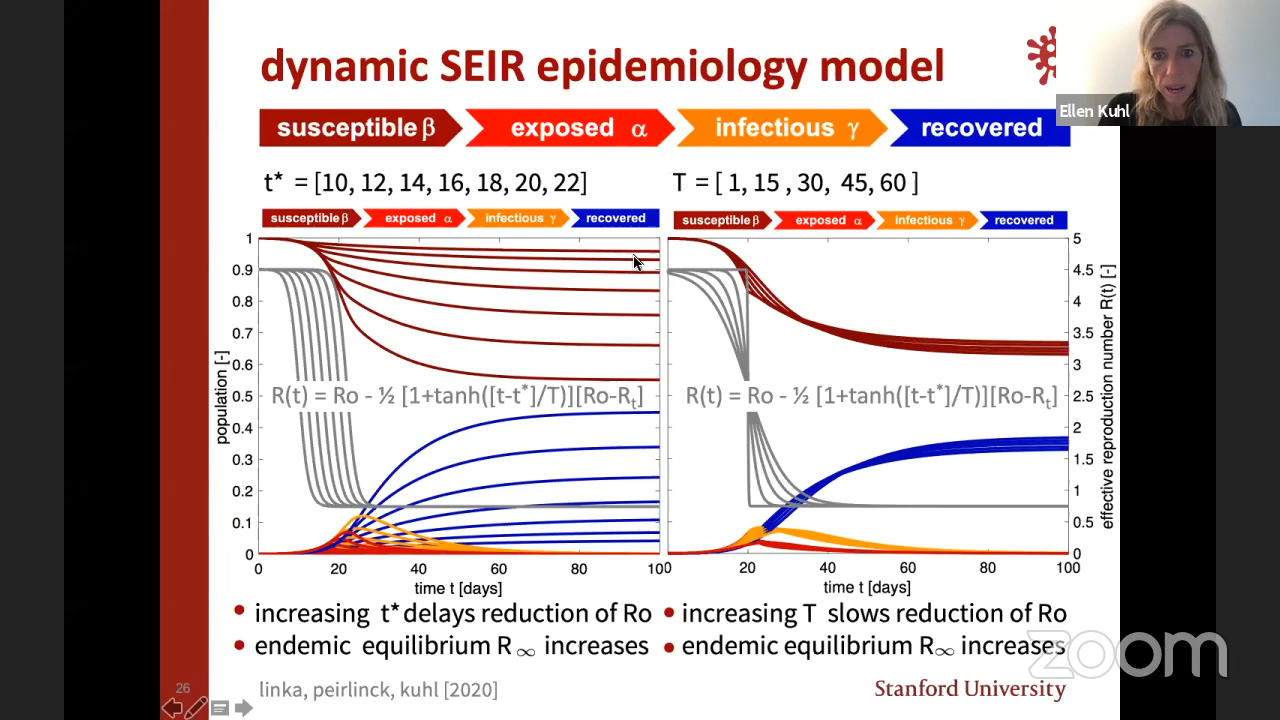 dynamic SEIR epidemiology model
Ellen Kuhl
susceptible β exposed α infectious γ recovered
t* = [10, 12, 14, 16, 18, 20, 22]
T = [ 1, 15 , 30, 45, 60 ]
susceptible β exposed α infectious γ recovered
susceptible β exposed α infectious γ recovered
1
0.9
0.8
0.7
0.6
0.5
0.4
0.3
0.2
0.1
0
population [-]
R(t) = Ro - ½ [1+tanh([t-t*]/T)][Ro-Rt]
0 20 40 60 80 100
time t [days]
R(t) = Ro - ½ [1+tanh([t-t*]/T)][Ro-Rt]
20 40 60 80 100
time t [days]
5
4.5
4
3.5
3
2.5
2
1.5
1
0.5
0
effective reproduction number R(t) [-]
• increasing t* delays reduction of Ro
• endemic equilibrium R∞ increases
• increasing T slows reduction of Ro
• endemic equilibrium R∞ increases
zoom
26
linka, peirlinck, kuhl [2020]
Stanford University